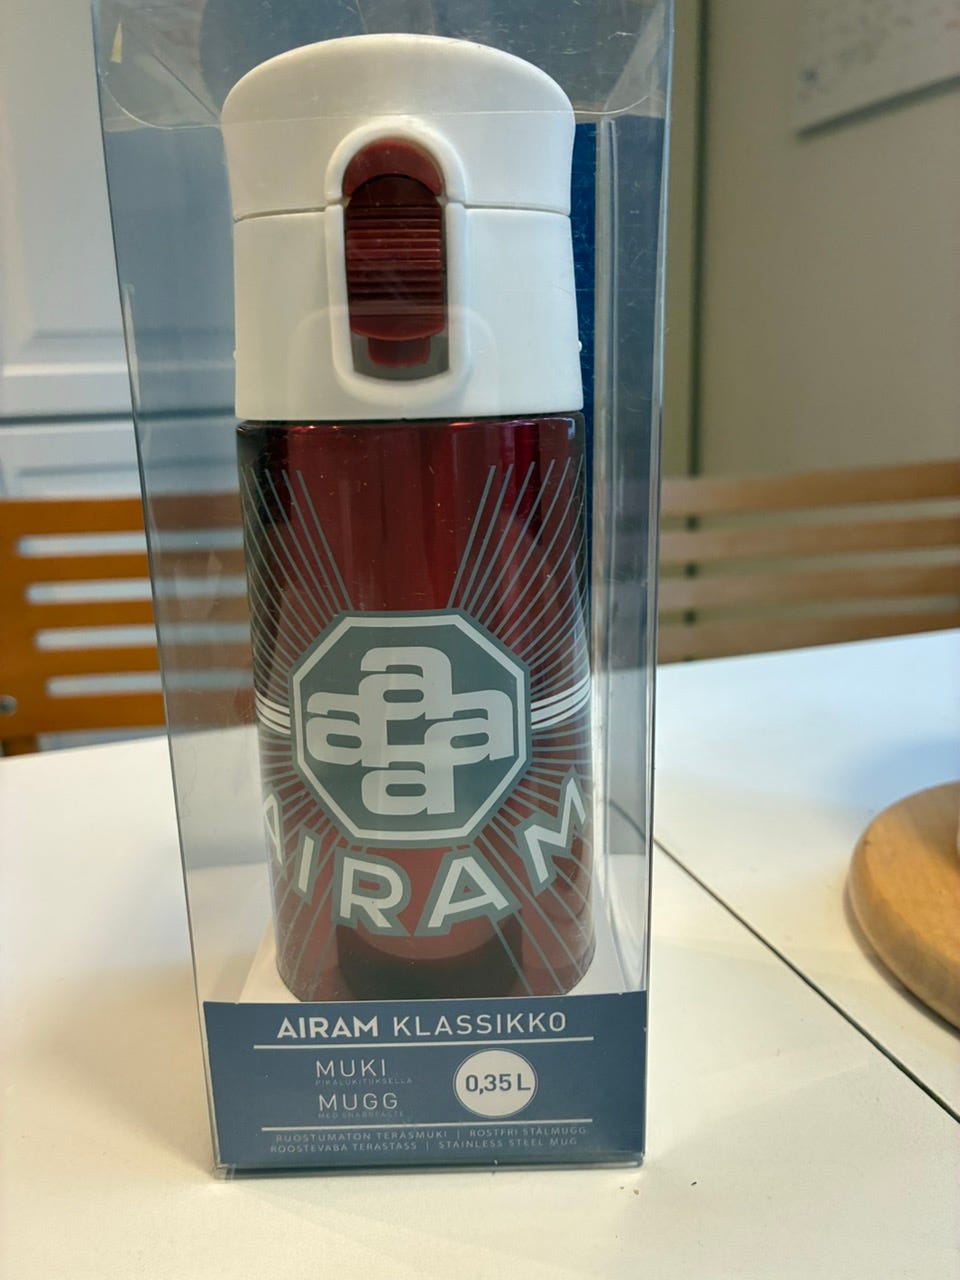 a
a a
a
AIRAM
AIRAM KLASSIKKO
MUKI
PIKALUKITUKSELLA
0,35 L
MUGG
MED SNABBFÄSTE
RUOSTUMATON TERÄSMUKI | ROSTFRI STÅLMUGG
ROOSTEVABA TERASTASS | STAINLESS STEEL MUG